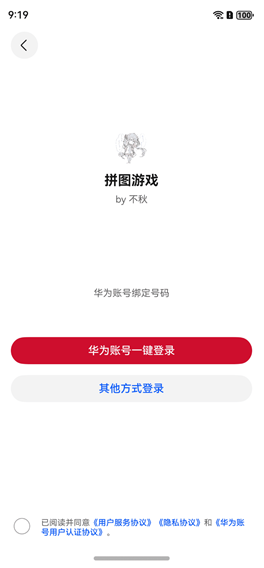 9:19
100
拼图游戏
by 不秋
华为账号绑定号码
华为账号一键登录
其他方式登录
已阅读并同意《用户服务协议》《隐私协议》和《华为账
号用户认证协议》。